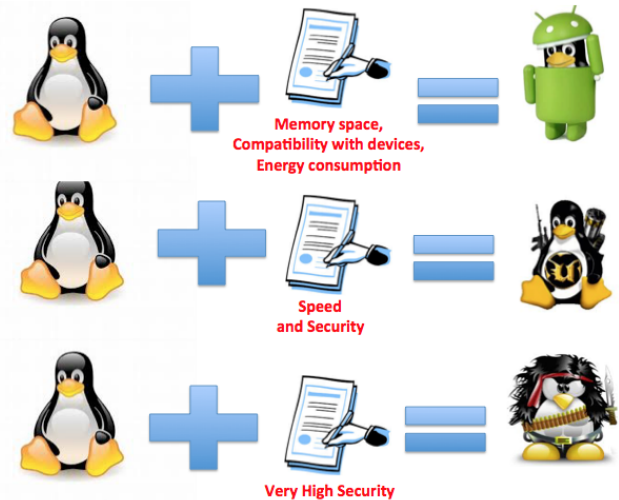 Memory space,
Compatibility with devices,
Energy consumption
Speed
and Security
Very High Security